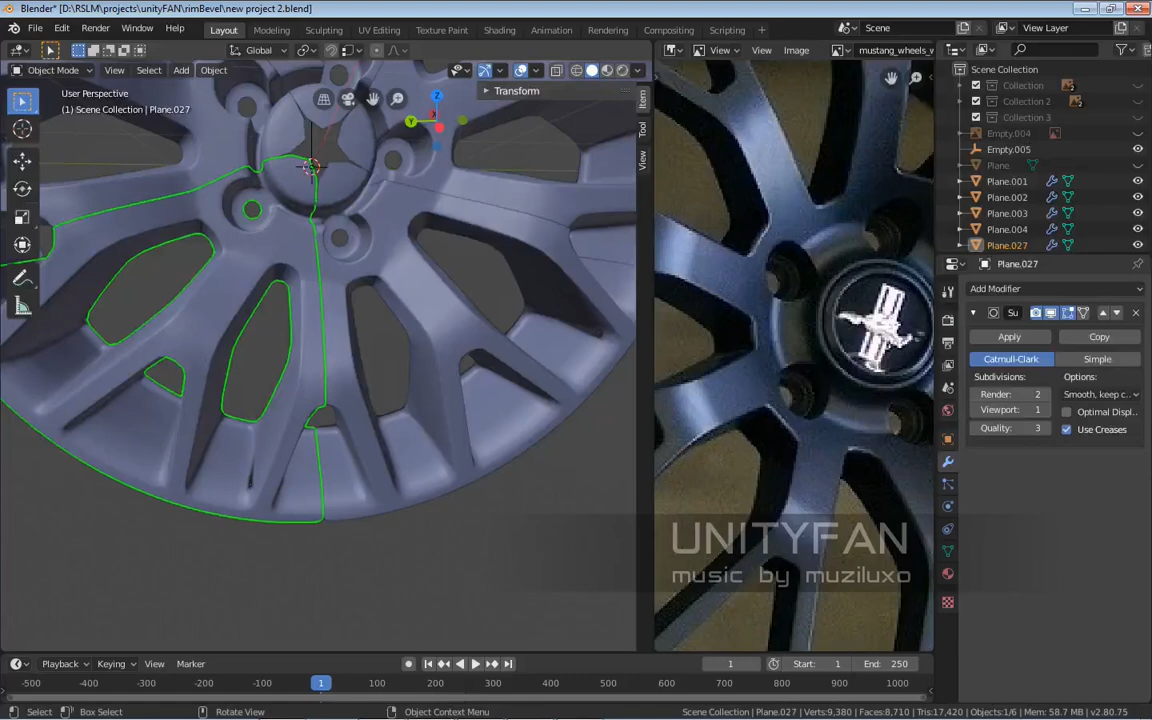 Blender* [D:\RSLM\projects\unityFAN\rimBevel\new project 2.blend]
File Edit Render Window Help Layout Modeling Sculpting UV Editing Texture Paint Shading Animation Rendering Compositing Scripting Scene View Layer
Global View Image mustang_wheels_w
Object Mode View Select Add Object
User Perspective
(1) Scene Collection | Plane.027
Transform
Item
Tool
View
Z
Y
Scene Collection
Collection
Collection 2
Collection 3
Empty.004
Empty.005
Plane.
Plane.001
Plane.002
Plane.003
Plane.004
Plane.027
Plane.027
Add Modifier
Su
Apply Copy
Catmull-Clark Simple
Subdivisions: Options:
Render: 2 Smooth, keep c..
Viewport: 1 Optimal Displ..
Quality: 3 Use Creases
UNITYFAN
music by muziluxo
Playback Keying View Marker 1 Start: 1 End: 250
-500 -400 -300 -200 -100 1 100 200 300 400 500 600 700 800 900 1000
Select Box Select Rotate View Object Context Menu Scene Collection | Plane.027 | Verts:9,380 | Faces:8,710 | Tris:17,420 | Objects:1/6 | Mem: 58.7 MB | v2.80.75